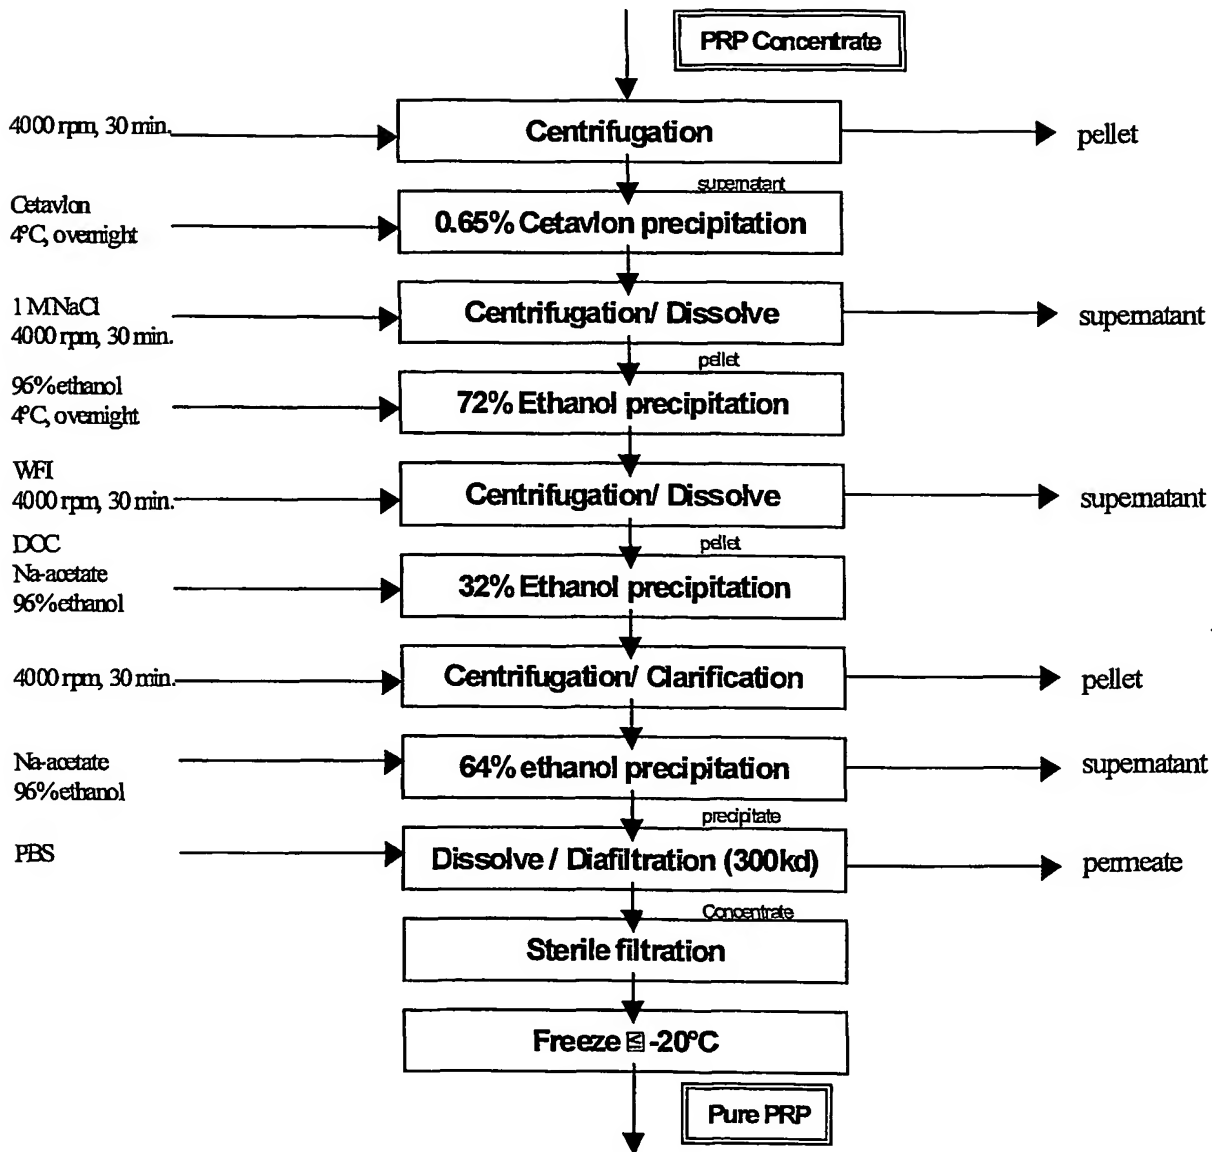 PRP Concentrate
4000 rpm, 30 min.
Centrifugation
pellet
supernatant
Cetavlon
4°C, overnight
0.65% Cetavlon precipitation
1 M NaCl
4000 rpm, 30 min.
Centrifugation/ Dissolve
supernatant
pellet
96% ethanol
4°C, overnight
72% Ethanol precipitation
WFI
4000 rpm, 30 min.
Centrifugation/ Dissolve
supernatant
pellet
DOC
Na-acetate
96% ethanol
32% Ethanol precipitation
4000 rpm, 30 min.
Centrifugation/ Clarification
pellet
Na-acetate
96% ethanol
64% ethanol precipitation
supernatant
precipitate
PBS
Dissolve / Diafiltration (300kd)
permeate
Concentrate
Sterile filtration
Freeze ≤ -20°C
Pure PRP